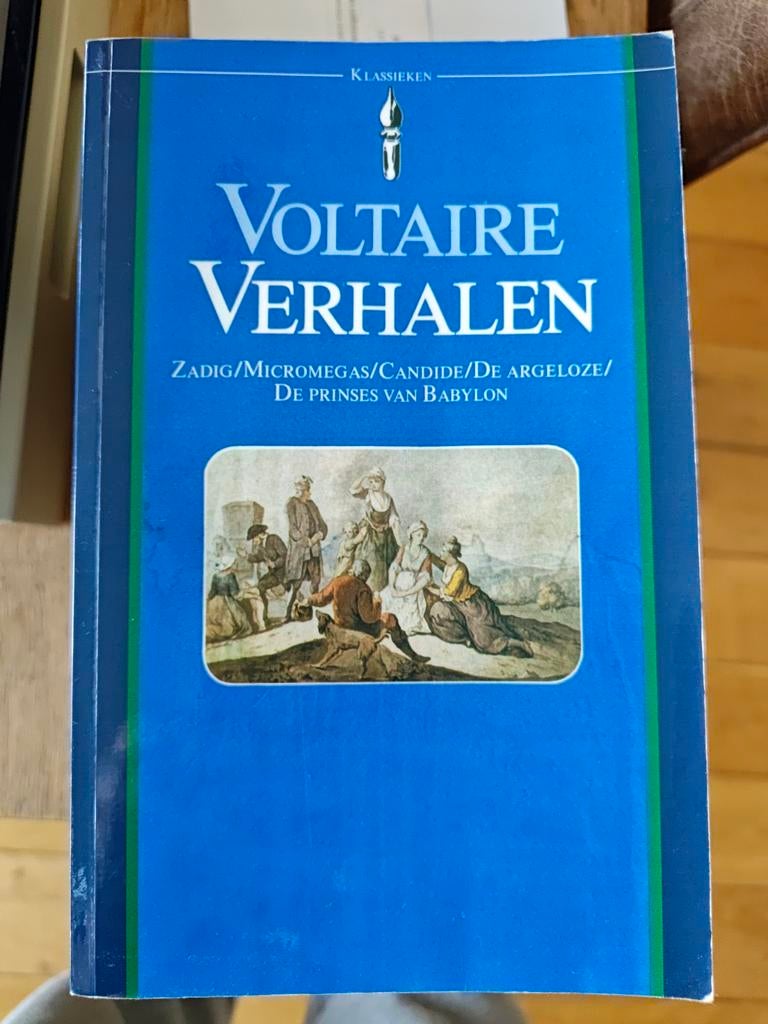 KLASSIEKEN
VOLTAIRE
VERHALEN
ZADIG/MICROMEGAS/CANDIDE/DE ARGELOZE/
DE PRINSES VAN BABYLON